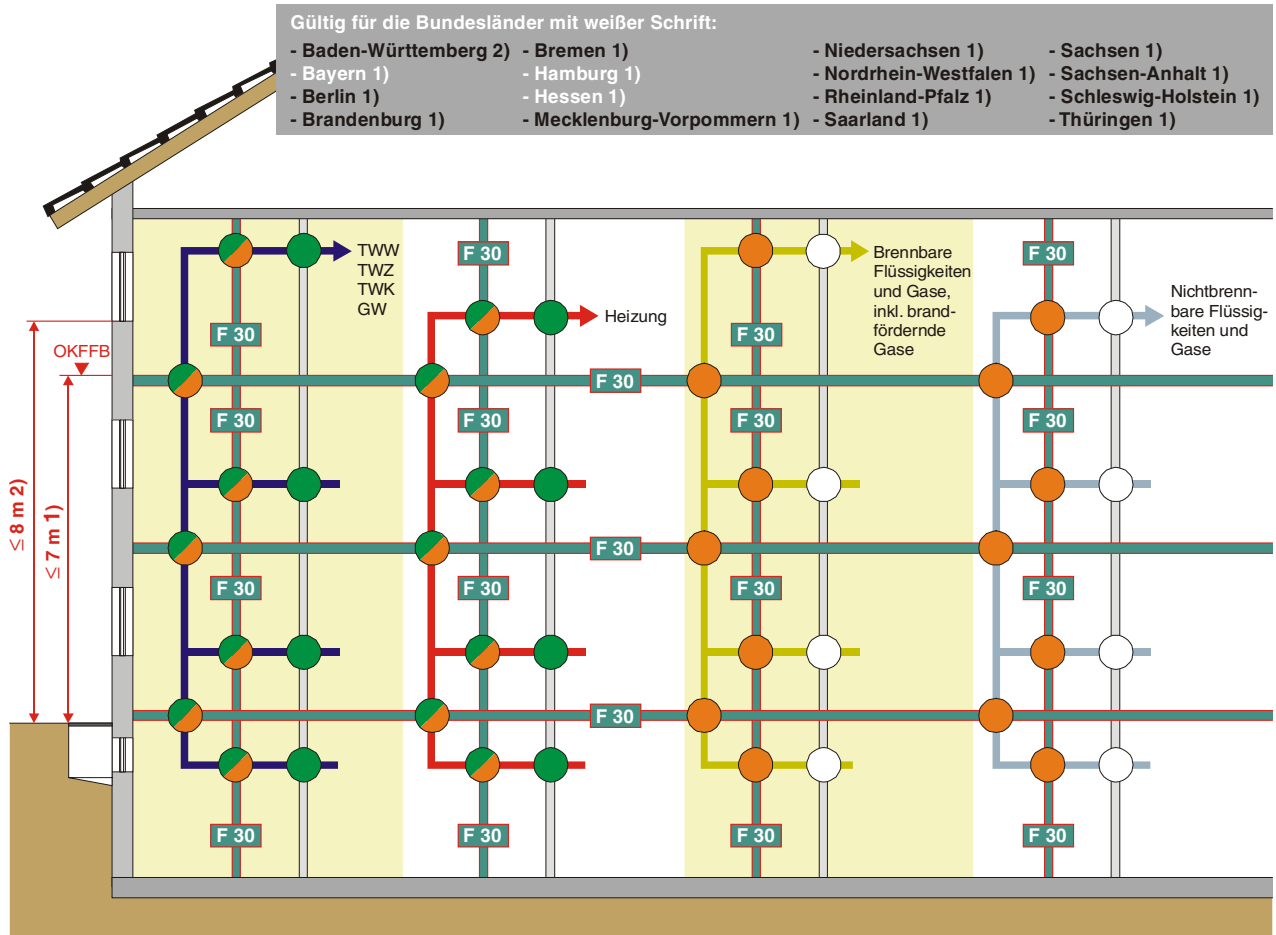 Gültig für die Bundesländer mit weißer Schrift:
- Baden-Württemberg 2)
- Bayern 1)
- Berlin 1)
- Brandenburg 1)
- Bremen 1)
- Hamburg 1)
- Hessen 1)
- Mecklenburg-Vorpommern 1)
- Niedersachsen 1)
- Nordrhein-Westfalen 1)
- Rheinland-Pfalz 1)
- Saarland 1)
- Sachsen 1)
- Sachsen-Anhalt 1)
- Schleswig-Holstein 1)
- Thüringen 1)
TWW
TWZ
TWK
GW
F 30
Heizung
Brennbare
Flüssigkeiten
und Gase,
inkl. brand-
fördernde
Gase
F 30
Nichtbrenn-
bare Flüssig-
keiten und
Gase
F 30
F 30
OKFFB
F 30
F 30
F 30
F 30
F 30
F 30
F 30
≤ 8 m 2)
≤ 7 m 1)
F 30
F 30
F 30
F 30
F 30
F 30
F 30
F 30
F 30
F 30